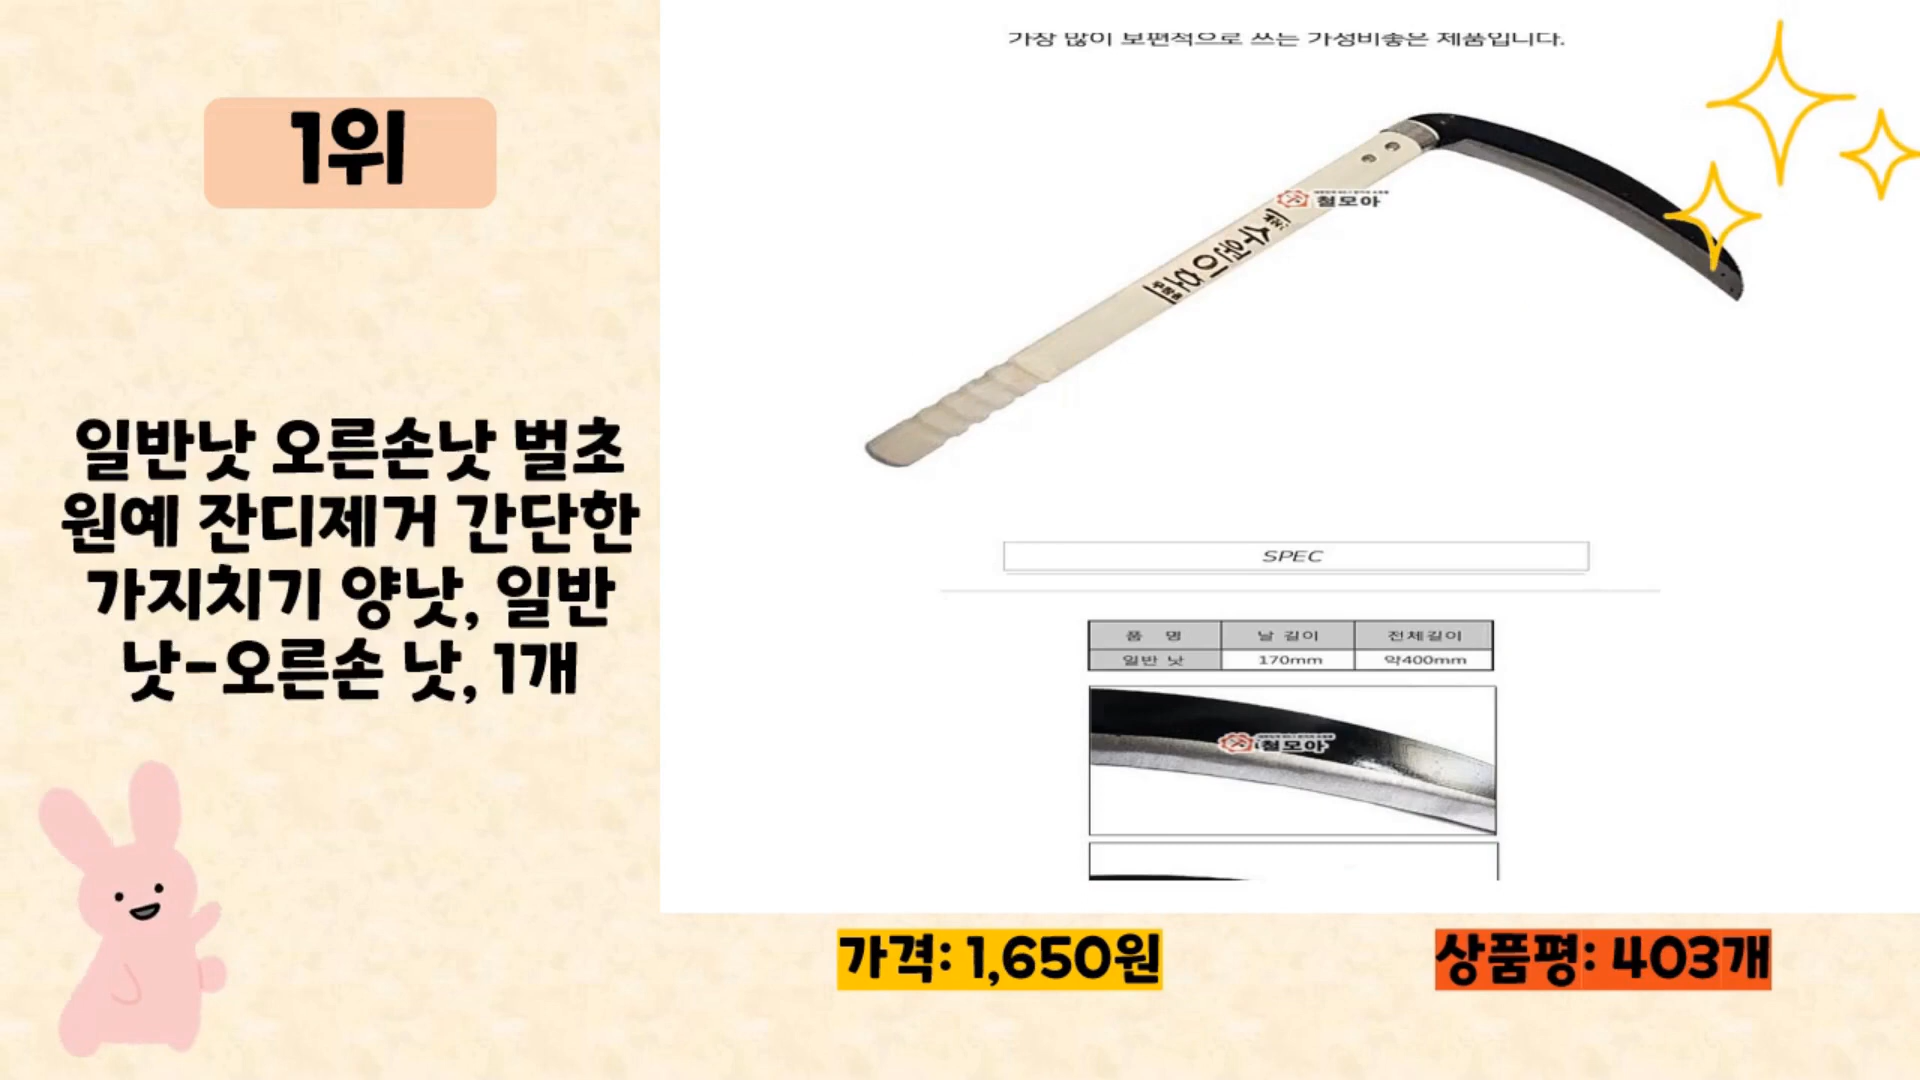 1위
가장 많이 보편적으로 쓰는 가성비좋은 제품입니다.
철모아
수원이호
일반낫 오른손낫 벌초
원예 잔디제거 간단한
가지치기 양낫, 일반
낫-오른손 낫, 1개
SPEC
품 명 날 길이 전체길이
일반 낫 170mm 약400mm
철모아
가격: 1,650원
상품평: 403개